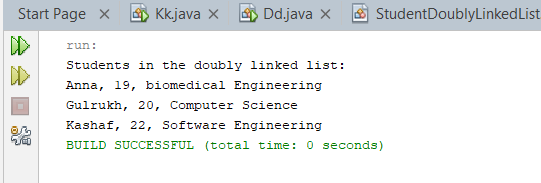 Start Page Kk.java Dd.java StudentDoublyLinkedList
run:
Students in the doubly linked list:
Anna, 19, biomedical Engineering
Gulrukh, 20, Computer Science
Kashaf, 22, Software Engineering
BUILD SUCCESSFUL (total time: 0 seconds)